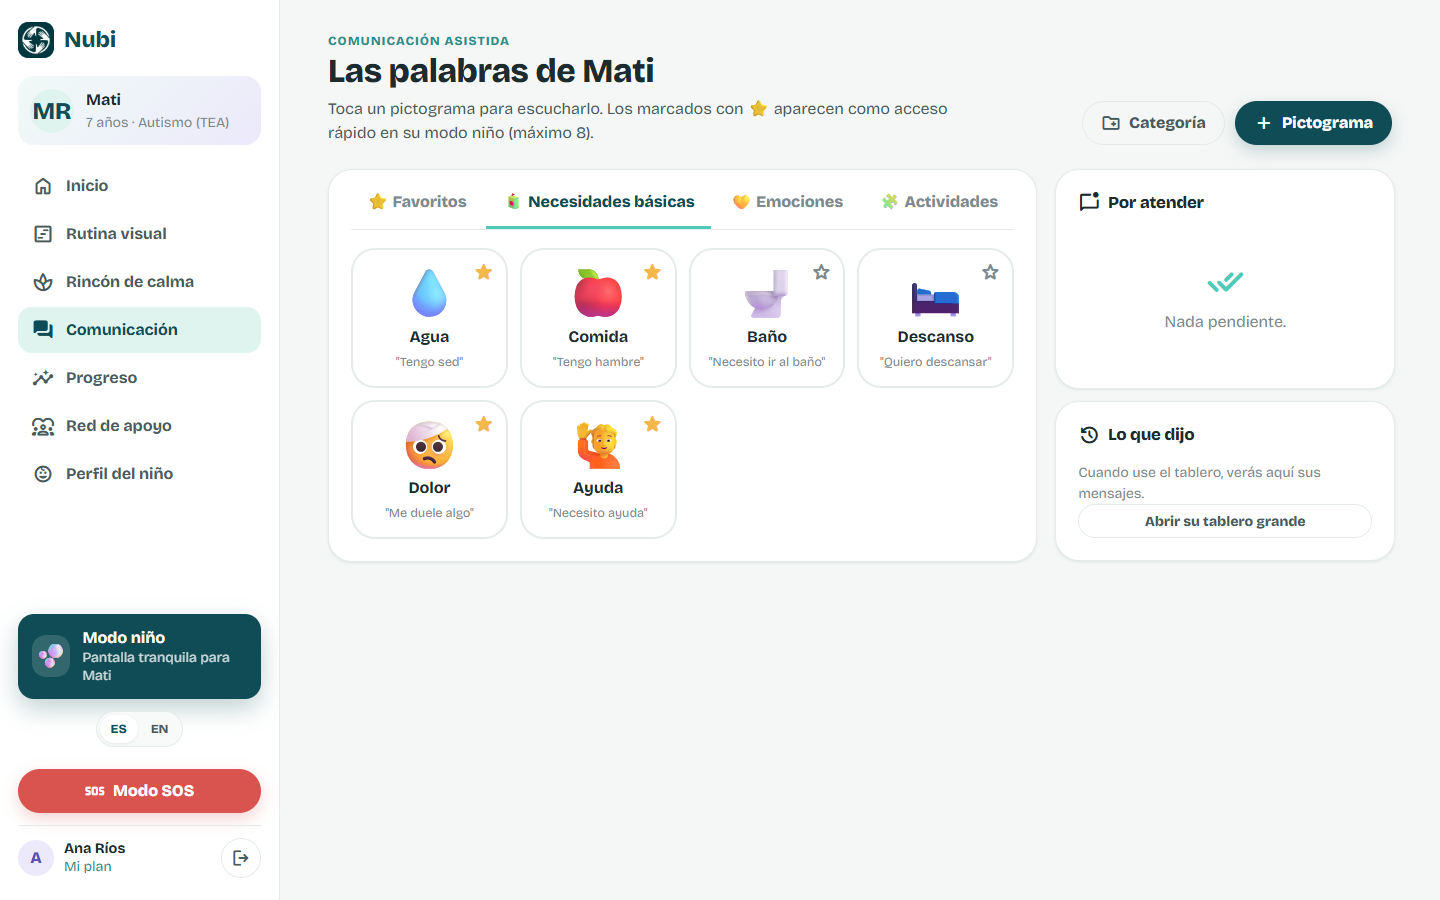 Nubi
MR
Mati
7 años · Autismo (TEA)
Inicio
Rutina visual
Rincón de calma
Comunicación
Progreso
Red de apoyo
Perfil del niño
Modo niño
Pantalla tranquila para
Mati
ES EN
SOS Modo SOS
A
Ana Ríos
Mi plan
COMUNICACIÓN ASISTIDA
Las palabras de Mati
Toca un pictograma para escucharlo. Los marcados con ⭐ aparecen como acceso
rápido en su modo niño (máximo 8).
Categoría
+ Pictograma
Favoritos Necesidades básicas Emociones Actividades
Agua
"Tengo sed"
Comida
"Tengo hambre"
Baño
"Necesito ir al baño"
Descanso
"Quiero descansar"
Dolor
"Me duele algo"
Ayuda
"Necesito ayuda"
Por atender
Nada pendiente.
Lo que dijo
Cuando use el tablero, verás aquí sus
mensajes.
Abrir su tablero grande